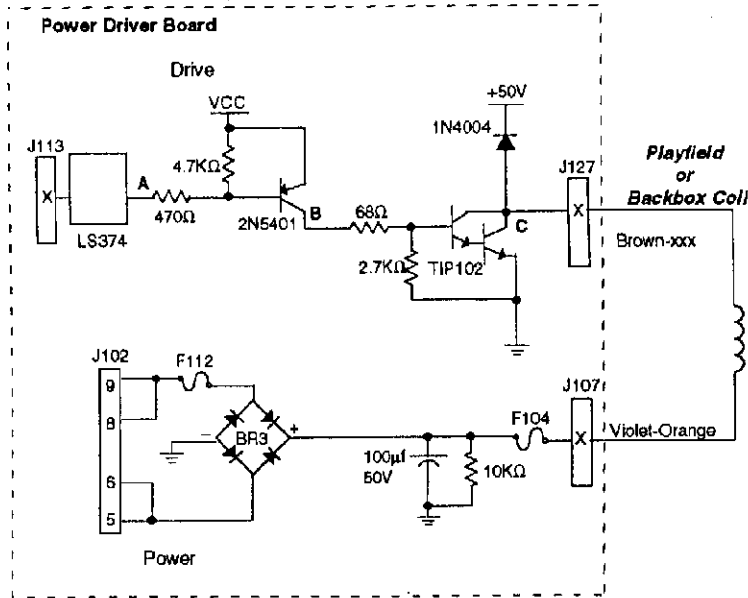 Power Driver Board
Drive
VCC
+50V
1N4004
J113
J127
Playfield
or
Backbox Coil
4.7KΩ
A
X
470Ω
2N5401
B
68Ω
C
X
LS374
2.7KΩ
TIP102
Brown-xxx
J102
F112
9
8
J107
F104
Violet-Orange
- BR3 +
X
100µf
50V
10KΩ
6
5
Power